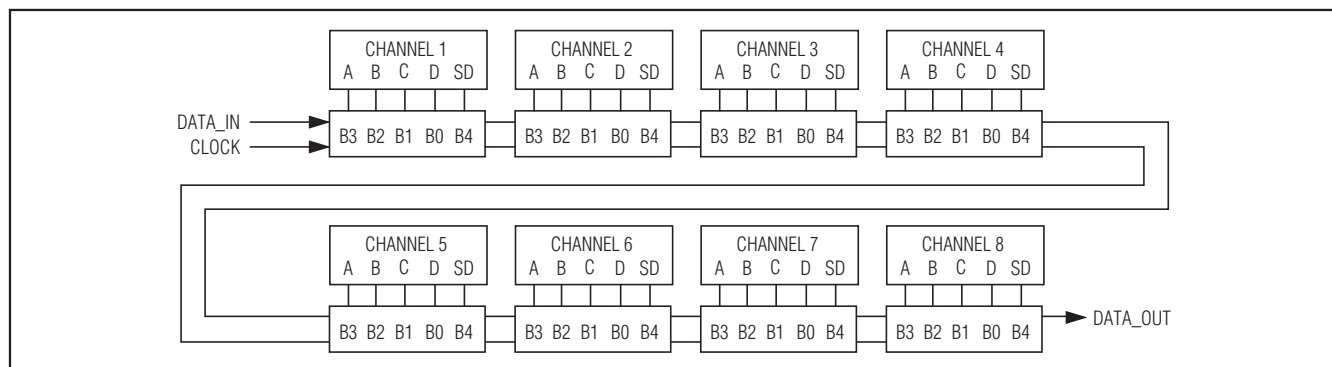 CHANNEL 1 CHANNEL 2 CHANNEL 3 CHANNEL 4
A B C D SD A B C D SD A B C D SD A B C D SD
DATA_IN
B3 B2 B1 B0 B4 B3 B2 B1 B0 B4 B3 B2 B1 B0 B4 B3 B2 B1 B0 B4
CLOCK
CHANNEL 5 CHANNEL 6 CHANNEL 7 CHANNEL 8
A B C D SD A B C D SD A B C D SD A B C D SD
B3 B2 B1 B0 B4 B3 B2 B1 B0 B4 B3 B2 B1 B0 B4 B3 B2 B1 B0 B4
DATA_OUT